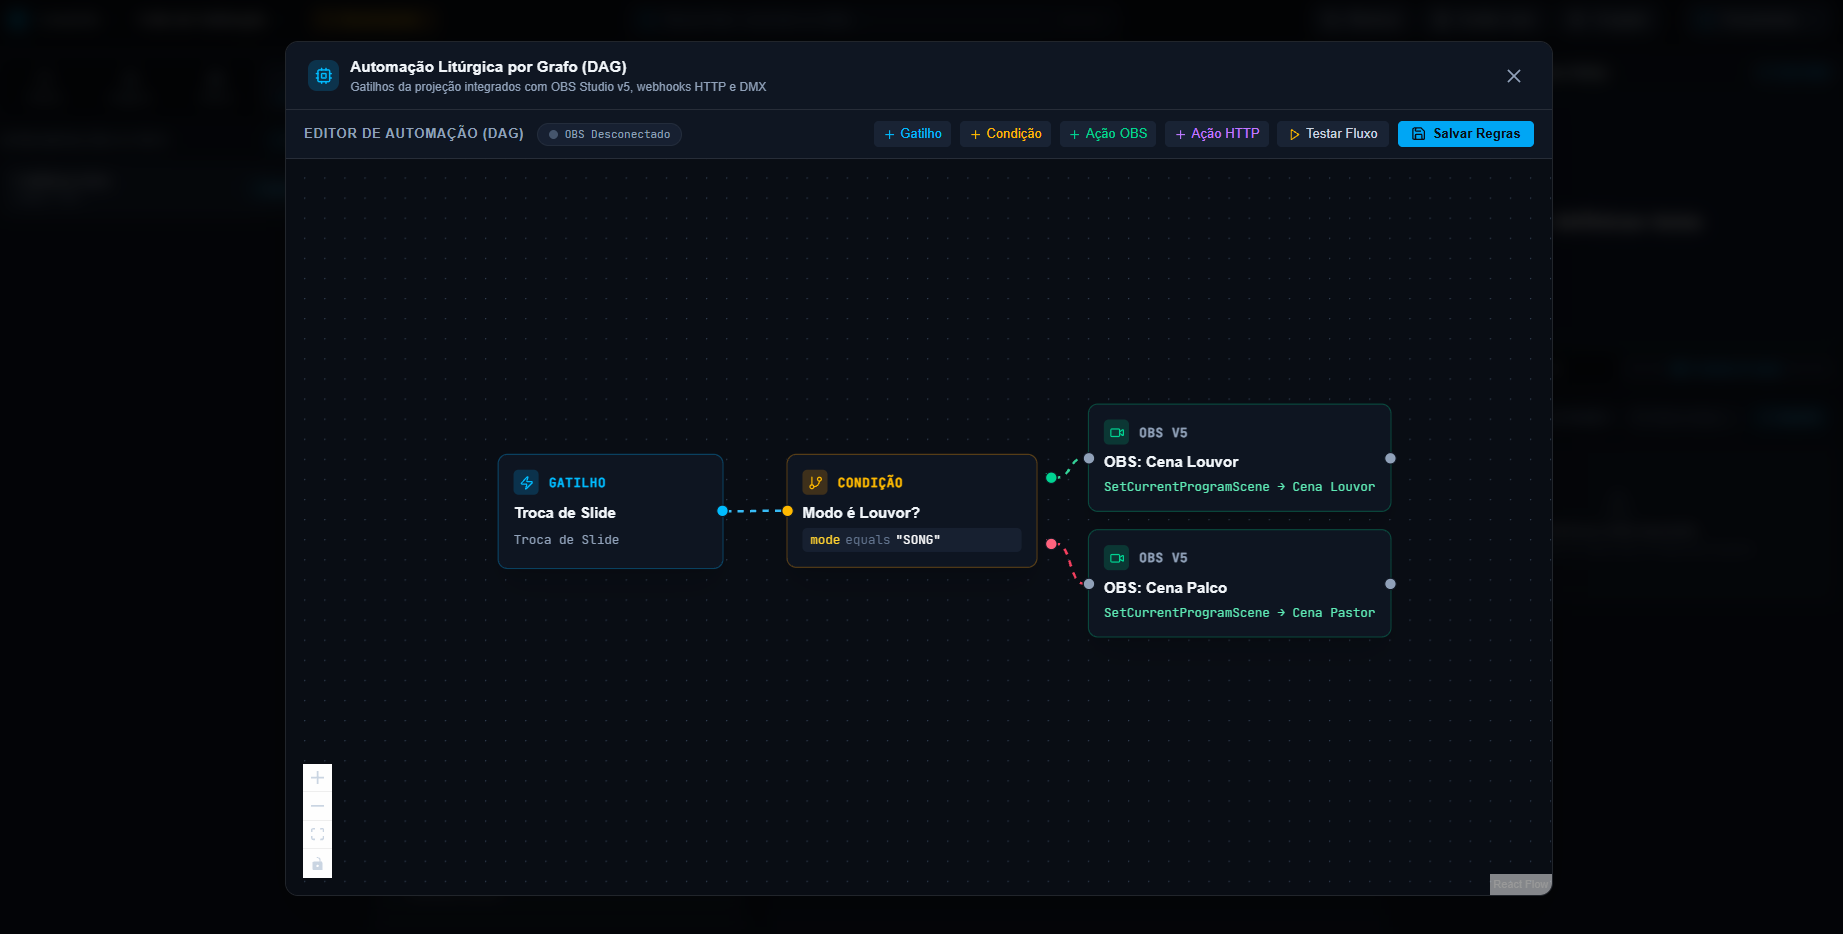 Automação Litúrgica por Grafo (DAG)
Gatilhos da projeção integrados com OBS Studio v5, webhooks HTTP e DMX
EDITOR DE AUTOMAÇÃO (DAG)
OBS Desconectado
+ Gatilho
+ Condição
+ Ação OBS
+ Ação HTTP
Testar Fluxo
Salvar Regras
GATILHO
Troca de Slide
Troca de Slide
CONDIÇÃO
Modo é Louvor?
mode equals "SONG"
OBS V5
OBS: Cena Louvor
SetCurrentProgramScene → Cena Louvor
OBS V5
OBS: Cena Palco
SetCurrentProgramScene → Cena Pastor
React Flow